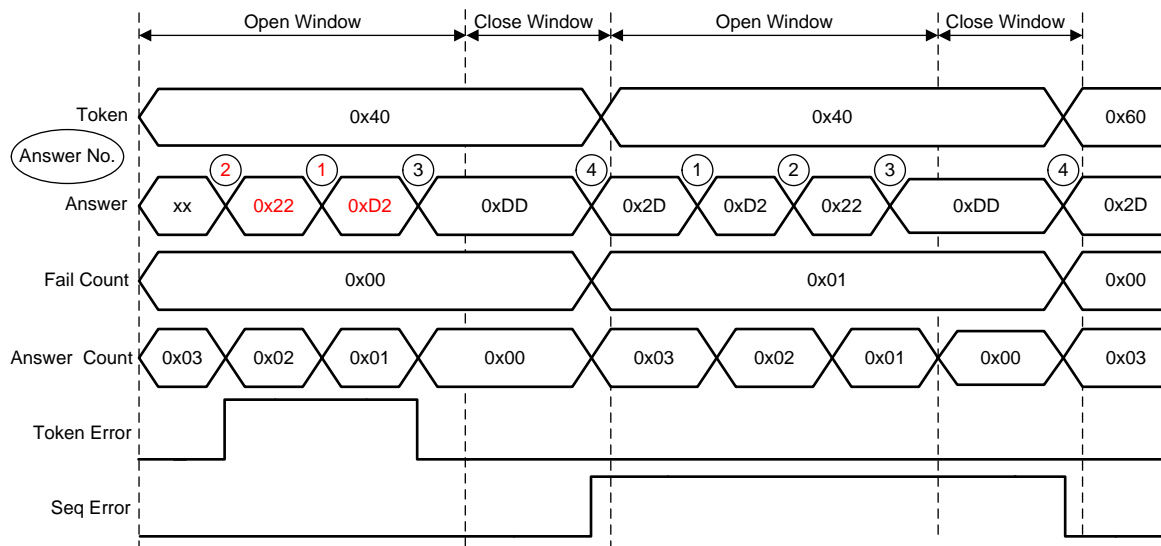 Open Window Close Window Open Window Close Window
Token 0x40 0x40 0x60
Answer No. 2 1 3 4 1 2 3 4
Answer xx 0x22 0xD2 0xDD 0x2D 0xD2 0x22 0xDD 0x2D
Fail Count 0x00 0x01 0x00
Answer Count 0x03 0x02 0x01 0x00 0x03 0x02 0x01 0x00 0x03
Token Error
Seq Error